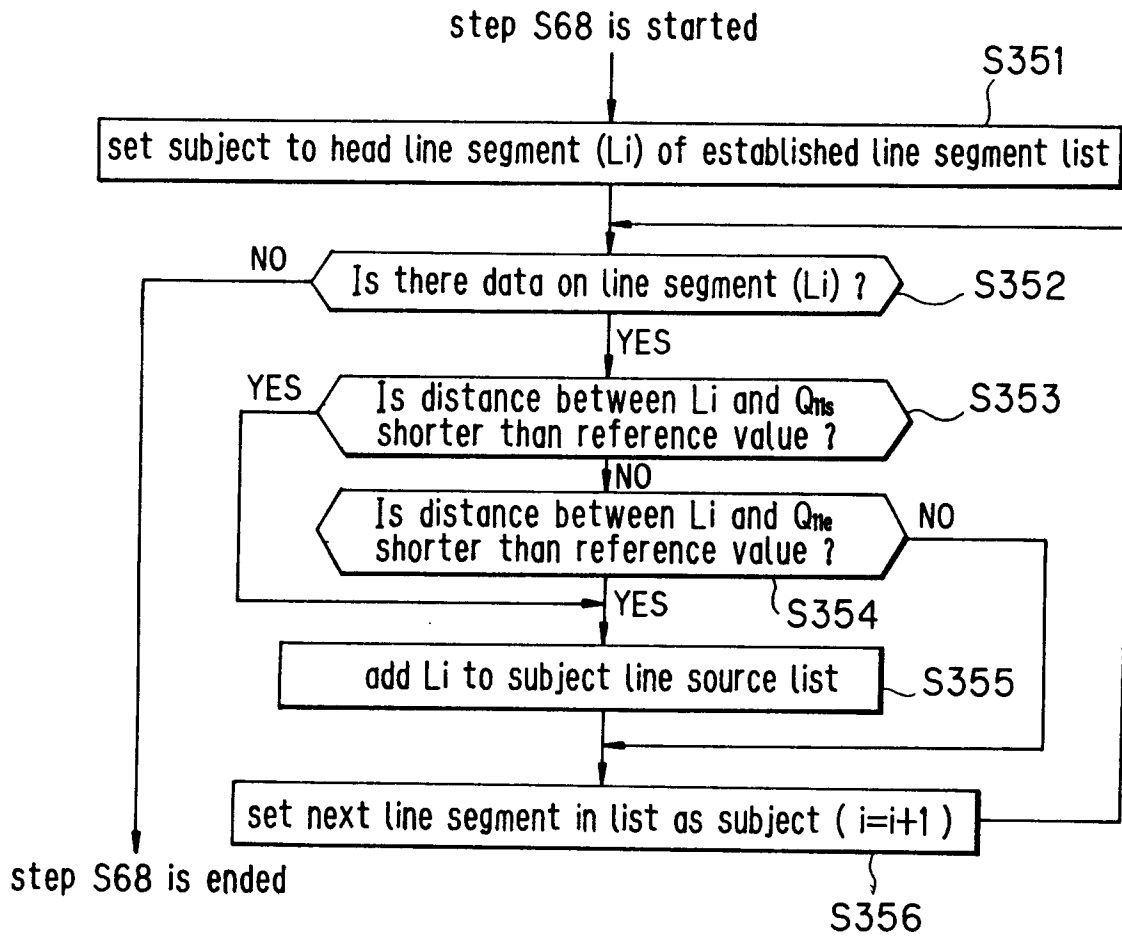 step S68 is started
S351
set subject to head line segment (Li) of established line segment list
NO
Is there data on line segment (Li) ?
S352
YES
YES
Is distance between Li and Q11s
shorter than reference value ?
S353
NO
Is distance between Li and Q11e
shorter than reference value ?
NO
YES
S354
add Li to subject line source list
S355
set next line segment in list as subject ( i=i+1 )
step S68 is ended
S356